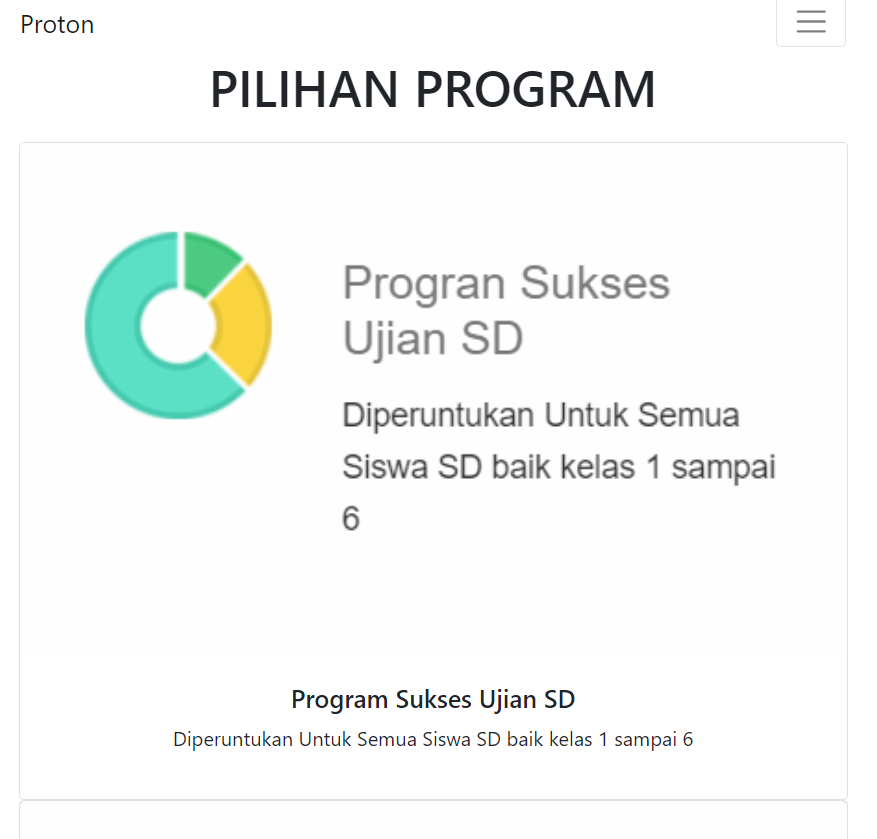 Proton
PILIHAN PROGRAM
Progran Sukses
Ujian SD
Diperuntukan Untuk Semua
Siswa SD baik kelas 1 sampai
6
Program Sukses Ujian SD
Diperuntukan Untuk Semua Siswa SD baik kelas 1 sampai 6